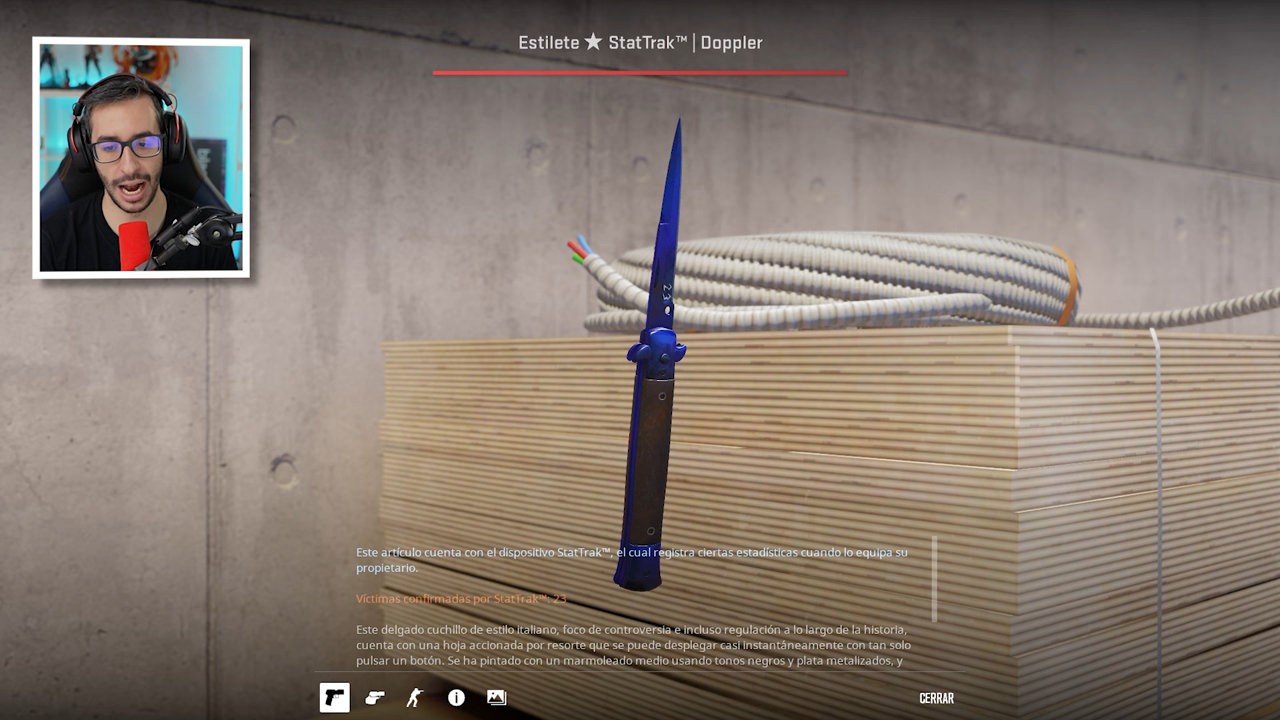 Estilete ★ StatTrak™ | Doppler
23
Este artículo cuenta con el dispositivo StatTrak™, el cual registra ciertas estadísticas cuando lo equipa su
propietario.
Víctimas confirmadas por StatTrak™: 23
Este delgado cuchillo de estilo italiano, foco de controversia e incluso regulación a lo largo de la historia,
cuenta con una hoja accionada por resorte que se puede desplegar casi instantáneamente con tan solo
pulsar un botón. Se ha pintado con un marmoleado medio usando tonos negros y plata metalizados, y
CERRAR